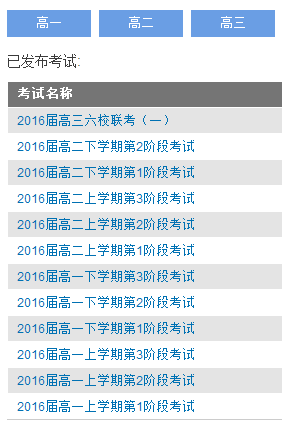 高一 高二 高三
已发布考试:
考试名称
2016届高三六校联考（一）
2016届高二下学期第2阶段考试
2016届高二下学期第1阶段考试
2016届高二上学期第3阶段考试
2016届高二上学期第2阶段考试
2016届高二上学期第1阶段考试
2016届高一下学期第3阶段考试
2016届高一下学期第2阶段考试
2016届高一下学期第1阶段考试
2016届高一上学期第3阶段考试
2016届高一上学期第2阶段考试
2016届高一上学期第1阶段考试